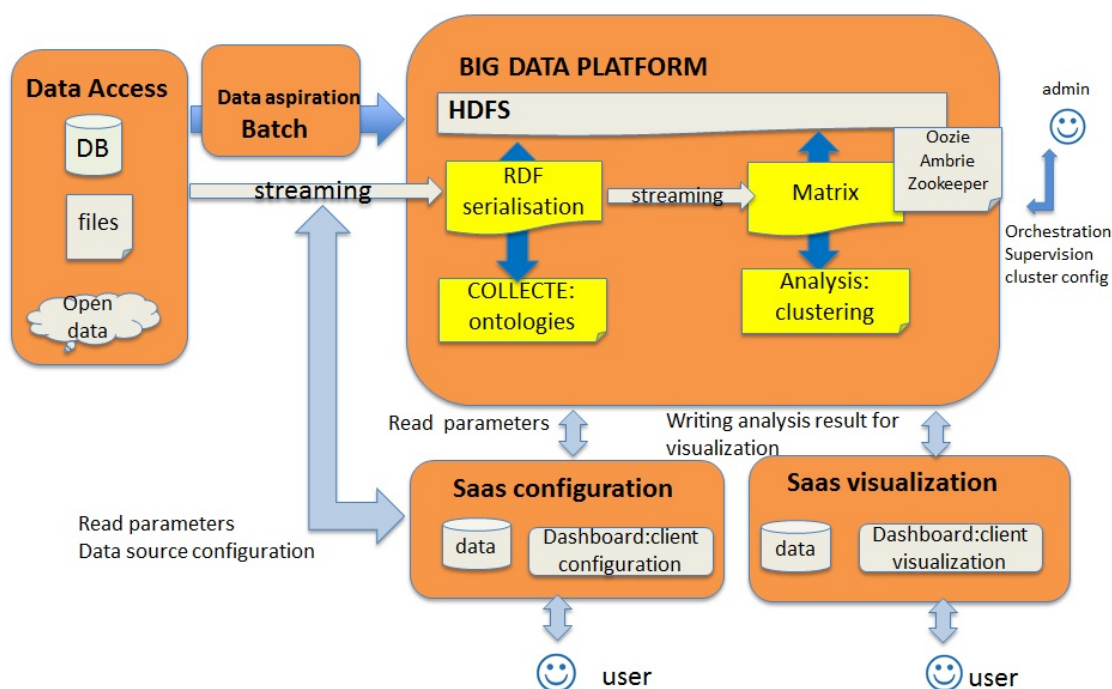 Data Access
DB
files
Open
data
Data aspiration
Batch
streaming
BIG DATA PLATFORM
HDFS
RDF
serialisation
streaming
Matrix
Oozie
Ambrie
Zookeeper
COLLECTE:
ontologies
Analysis:
clustering
admin
Orchestration
Supervision
cluster config
Read parameters
Writing analysis result for
visualization
Read parameters
Data source configuration
Saas configuration
data
Dashboard:client
configuration
Saas visualization
data
Dashboard:client
visualization
user
user